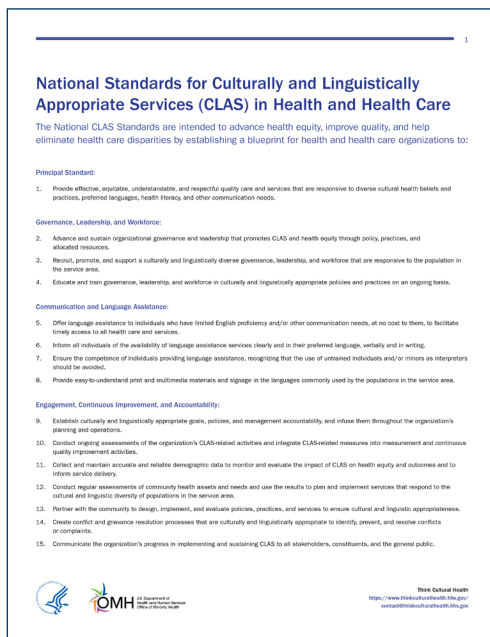 1
National Standards for Culturally and Linguistically
Appropriate Services (CLAS) in Health and Health Care
The National CLAS Standards are intended to advance health equity, improve quality, and help
eliminate health care disparities by establishing a blueprint for health and health care organizations to:
Principal Standard:
1. Provide effective, equitable, understandable, and respectful quality care and services that are responsive to diverse cultural health beliefs and
practices, preferred languages, health literacy, and other communication needs.
Governance, Leadership, and Workforce:
2. Advance and sustain organizational governance and leadership that promotes CLAS and health equity through policy, practices, and
allocated resources.
3. Recruit, promote, and support a culturally and linguistically diverse governance, leadership, and workforce that are responsive to the population in
the service area.
4. Educate and train governance, leadership, and workforce in culturally and linguistically appropriate policies and practices on an ongoing basis.
Communication and Language Assistance:
5. Offer language assistance to individuals who have limited English proficiency and/or other communication needs, at no cost to them, to facilitate
timely access to all health care and services.
6. Inform all individuals of the availability of language assistance services clearly and in their preferred language, verbally and in writing.
7. Ensure the competence of individuals providing language assistance, recognizing that the use of untrained individuals and/or minors as interpreters
should be avoided.
8. Provide easy-to-understand print and multimedia materials and signage in the languages commonly used by the populations in the service area.
Engagement, Continuous Improvement, and Accountability:
9. Establish culturally and linguistically appropriate goals, policies, and management accountability, and infuse them throughout the organization's
planning and operations.
10. Conduct ongoing assessments of the organization's CLAS-related activities and integrate CLAS-related measures into measurement and continuous
quality improvement activities.
11. Collect and maintain accurate and reliable demographic data to monitor and evaluate the impact of CLAS on health equity and outcomes and to
inform service delivery.
12. Conduct regular assessments of community health assets and needs and use the results to plan and implement services that respond to the
cultural and linguistic diversity of populations in the service area.
13. Partner with the community to design, implement, and evaluate policies, practices, and services to ensure cultural and linguistic appropriateness.
14. Create conflict and grievance resolution processes that are culturally and linguistically appropriate to identify, prevent, and resolve conflicts
or complaints.
15. Communicate the organization's progress in implementing and sustaining CLAS to all stakeholders, constituents, and the general public.
OMH
U.S. Department of
Health and Human Services
Office of Minority Health
Think Cultural Health
https://www.thinkculturalhealth.hhs.gov/
contact@thinkculturalhealth.hhs.gov